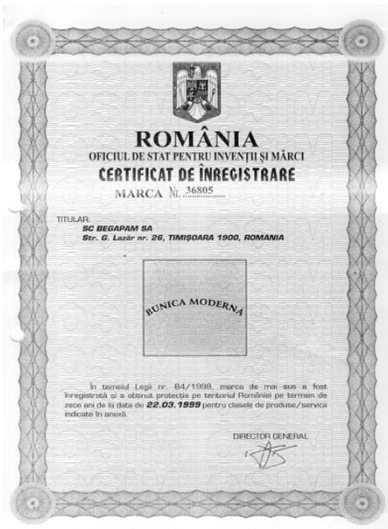 ROMÂNIA
OFICIUL DE STAT PENTRU INVENȚII ȘI MĂRCI
CERTIFICAT DE ÎNREGISTRARE
MARCA Nr. 36805
TITULAR:
SC BEGAPAM SA
Str. G. Lazăr nr. 26, TIMIȘOARA 1900, ROMANIA
BUNICA MODERNĂ
În temeiul Legii nr. 84/1998, marca de mai sus a fost
înregistrată și a obținut protecția pe teritoriul României pe termen de
zece ani de la data de 22.03.1999 pentru clasele de produse/servicii
indicate în anexă.
DIRECTOR GENERAL